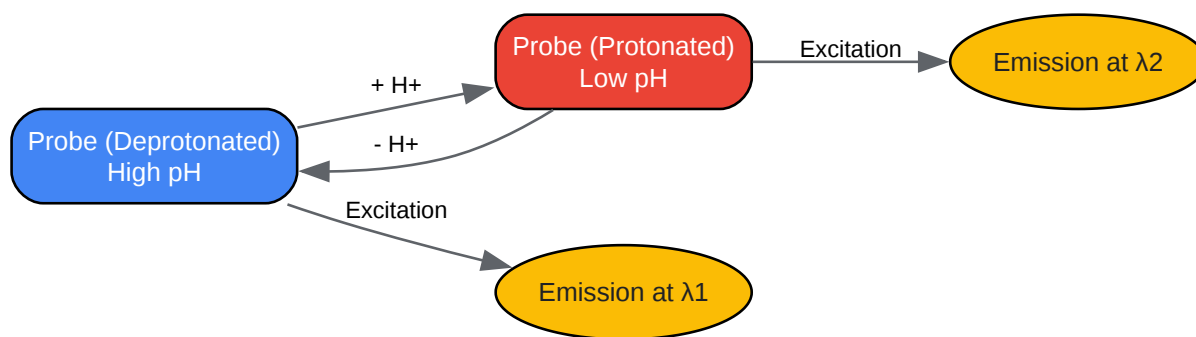 Probe (Protonated)
Low pH
Excitation
Emission at λ2
+ H+
- H+
Probe (Deprotonated)
High pH
Excitation
Emission at λ1